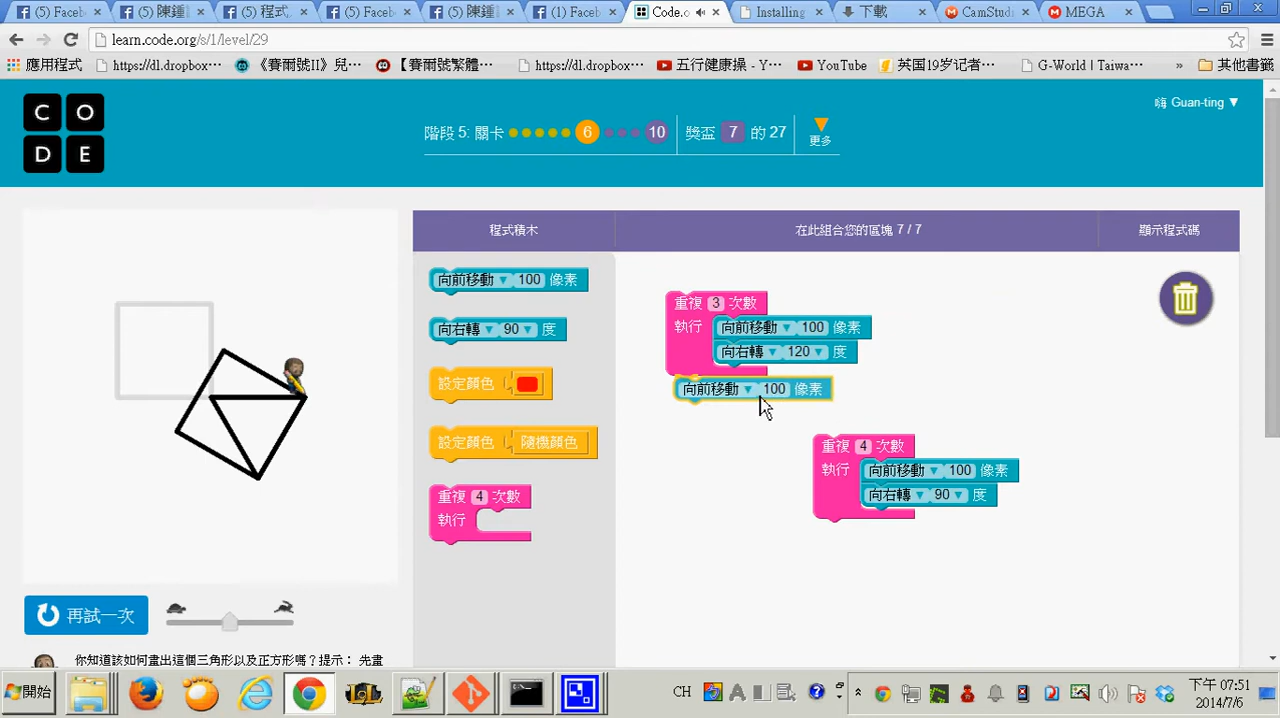 (5) Facebo
(5) 陳鍾
(5) 程式,
(5) Faceb
(5) 陳鍾
(1) Faceb
Code.o
Installing
下載
CamStud
MEGA
learn.code.org/s/1/level/29
應用程式
https://dl.dropbox...
《賽爾號II》兒...
【賽爾號繁體...
https://dl.dropbox...
五行健康操 - Y...
YouTube
英国19岁记者...
G-World | Taiwa...
»
其他書籤
C O
D E
階段 5: 關卡
6
10
獎盃 7 的 27
更多
嗨 Guan-ting ▼
程式積木
在此組合您的區塊 7 / 7
顯示程式碼
向前移動 100 像素
向右轉 90 度
設定顏色
設定顏色 隨機顏色
重複 4 次數
執行
重複 3 次數
執行 向前移動 100 像素
向右轉 120 度
向前移動 100 像素
重複 4 次數
執行 向前移動 100 像素
向右轉 90 度
再試一次
你知道該如何畫出這個三角形以及正方形嗎？提示： 先畫
開始
CH
下午 07:51
2014/7/6